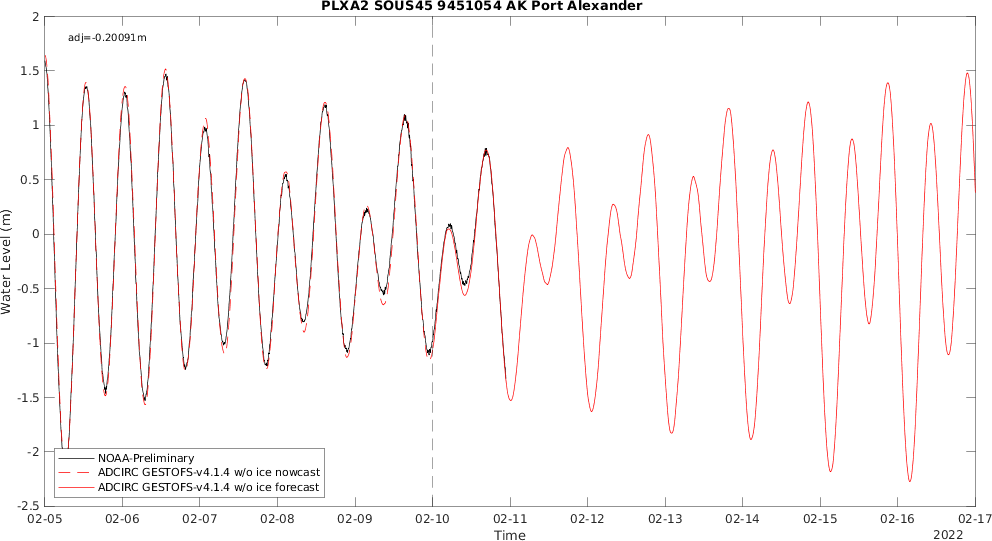 PLXA2 SOUS45 9451054 AK Port Alexander
adj=-0.20091m
Water Level (m)
2
1.5
1
0.5
0
-0.5
-1
-1.5
-2
-2.5
NOAA-Preliminary
ADCIRC GESTOFS-v4.1.4 w/o ice nowcast
ADCIRC GESTOFS-v4.1.4 w/o ice forecast
02-05 02-06 02-07 02-08 02-09 02-10 02-11 02-12 02-13 02-14 02-15 02-16 02-17
Time
2022